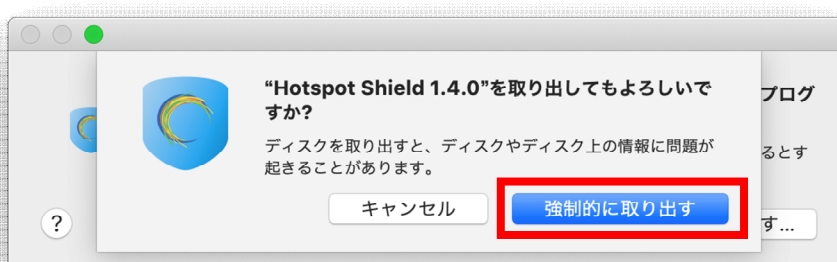 “Hotspot Shield 1.4.0”を取り出してもよろしいで
すか?
プログ
ディスクを取り出すと、ディスクやディスク上の情報に問題が
起きることがあります。
るとす
キャンセル
強制的に取り出す
す...
?